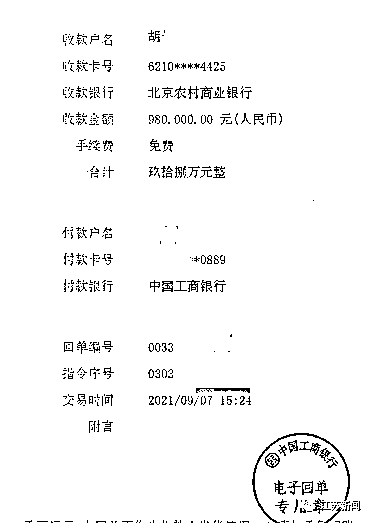 收款户名 胡
收款卡号 6210****4425
收款银行 北京农村商业银行
收款金额 980,000.00 元(人民币)
手续费 免费
合计 玖拾捌万元整
付款户名
付款卡号 **0889
付款银行 中国工商银行
回单编号 0033
指令序号 0303
交易时间 2021/09/07 15:24
附言
中国工商银行
电子回单
专用章
江苏新闻